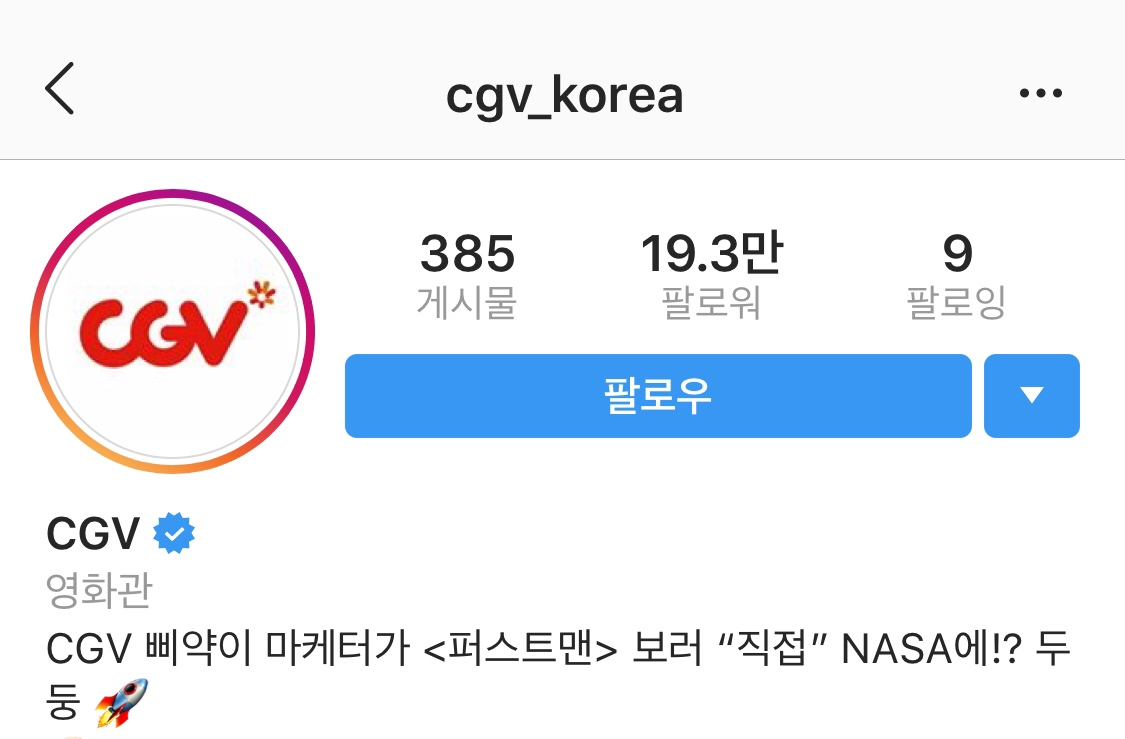 cgv_korea
CGV
385
19.3만
9
게시물
팔로워
팔로잉
팔로우
CGV
영화관
CGV 삐약이 마케터가 <퍼스트맨> 보러 “직접” NASA에!? 두
둥 🚀